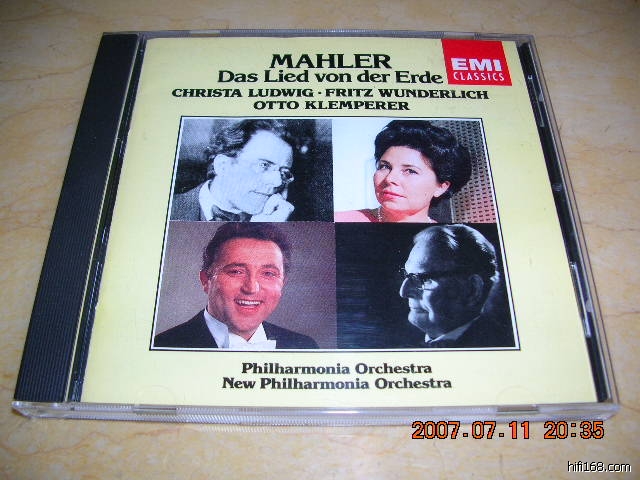 MAHLER
Das Lied von der Erde
EMI
CLASSICS
CHRISTA LUDWIG · FRITZ WUNDERLICH
OTTO KLEMPERER
Philharmonia Orchestra
New Philharmonia Orchestra
2007.07.11 20:35
hifi168.com